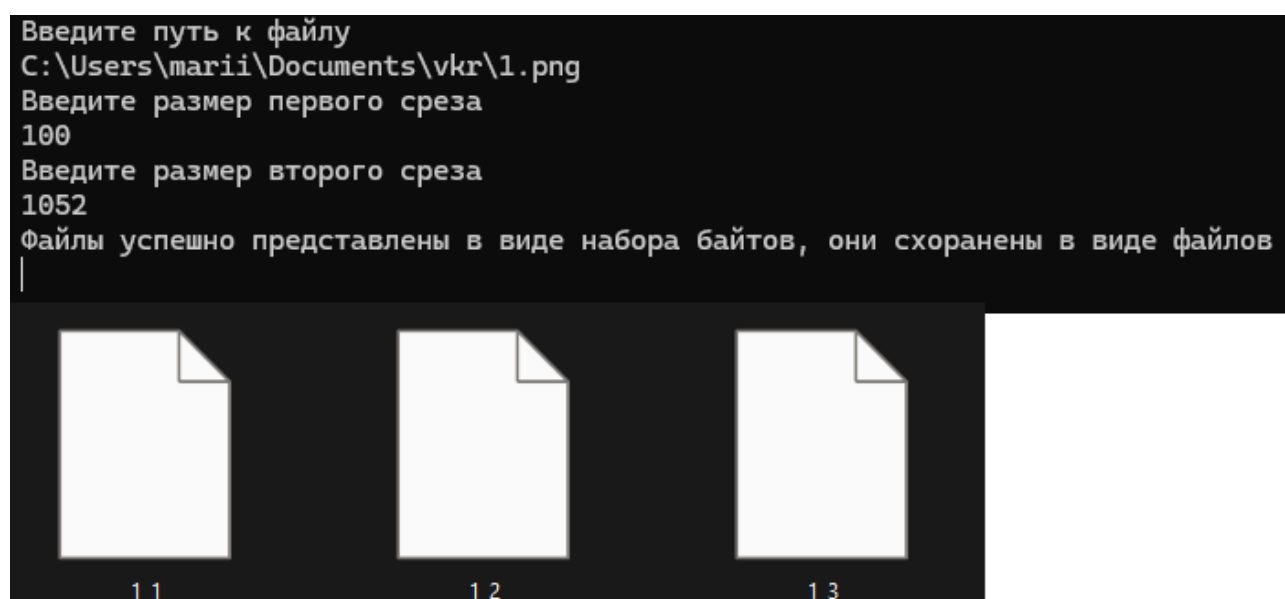 Введите путь к файлу
C:\Users\marii\Documents\vkr\1.png
Введите размер первого среза
100
Введите размер второго среза
1052
Файлы успешно представлены в виде набора байтов, они схоранены в виде файлов
1 1
1 2
1 3